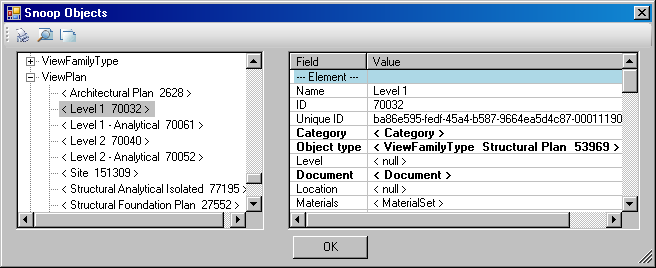 Snoop Objects
ViewFamilyType
ViewPlan
< Architectural Plan  2628 >
< Level 1  70032 >
< Level 1 - Analytical  70061 >
< Level 2  70040 >
< Level 2 - Analytical  70052 >
< Site  151309 >
< Structural Analytical Isolated  77195 >
< Structural Foundation Plan  27552 >
Field Value
--- Element ---
Name Level 1
ID 70032
Unique ID ba86e595-fedf-45a4-b587-9664ea5d4c87-00011190
Category < Category >
Object type < ViewFamilyType  Structural Plan  53969 >
Level < null >
Document < Document >
Location < null >
Materials < MaterialSet >
OK